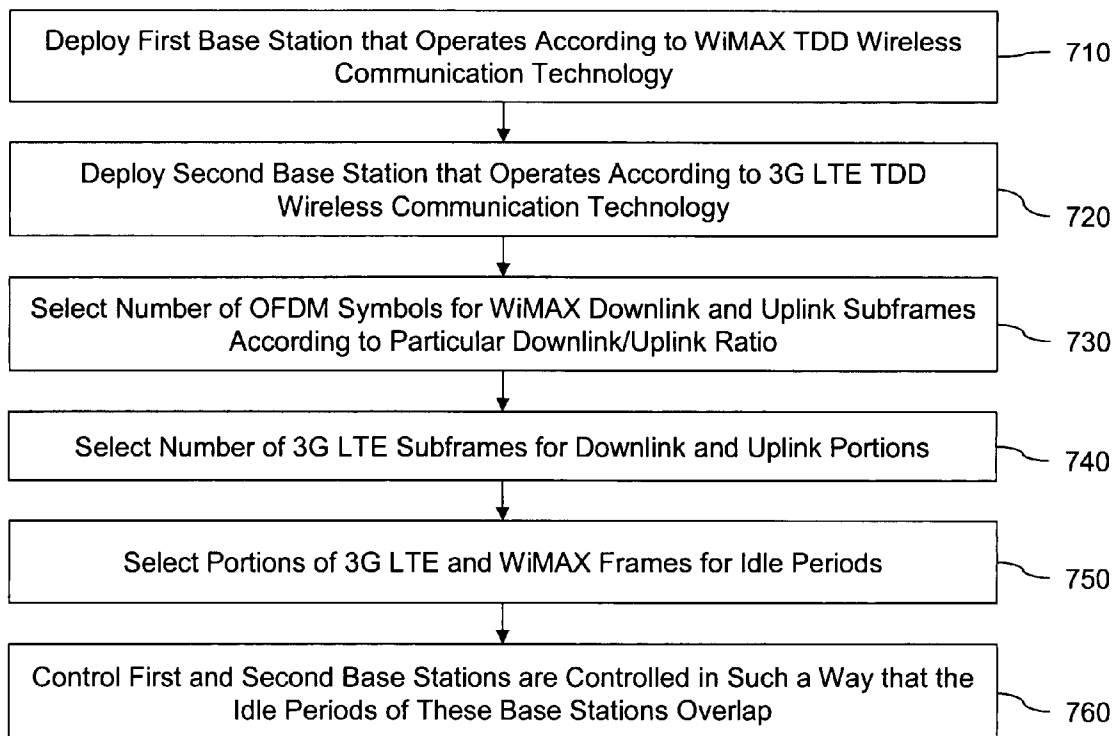 Deploy First Base Station that Operates According to WiMAX TDD Wireless
Communication Technology
710
Deploy Second Base Station that Operates According to 3G LTE TDD
Wireless Communication Technology
720
Select Number of OFDM Symbols for WiMAX Downlink and Uplink Subframes
According to Particular Downlink/Uplink Ratio
730
Select Number of 3G LTE Subframes for Downlink and Uplink Portions
740
Select Portions of 3G LTE and WiMAX Frames for Idle Periods
750
Control First and Second Base Stations are Controlled in Such a Way that the
Idle Periods of These Base Stations Overlap
760